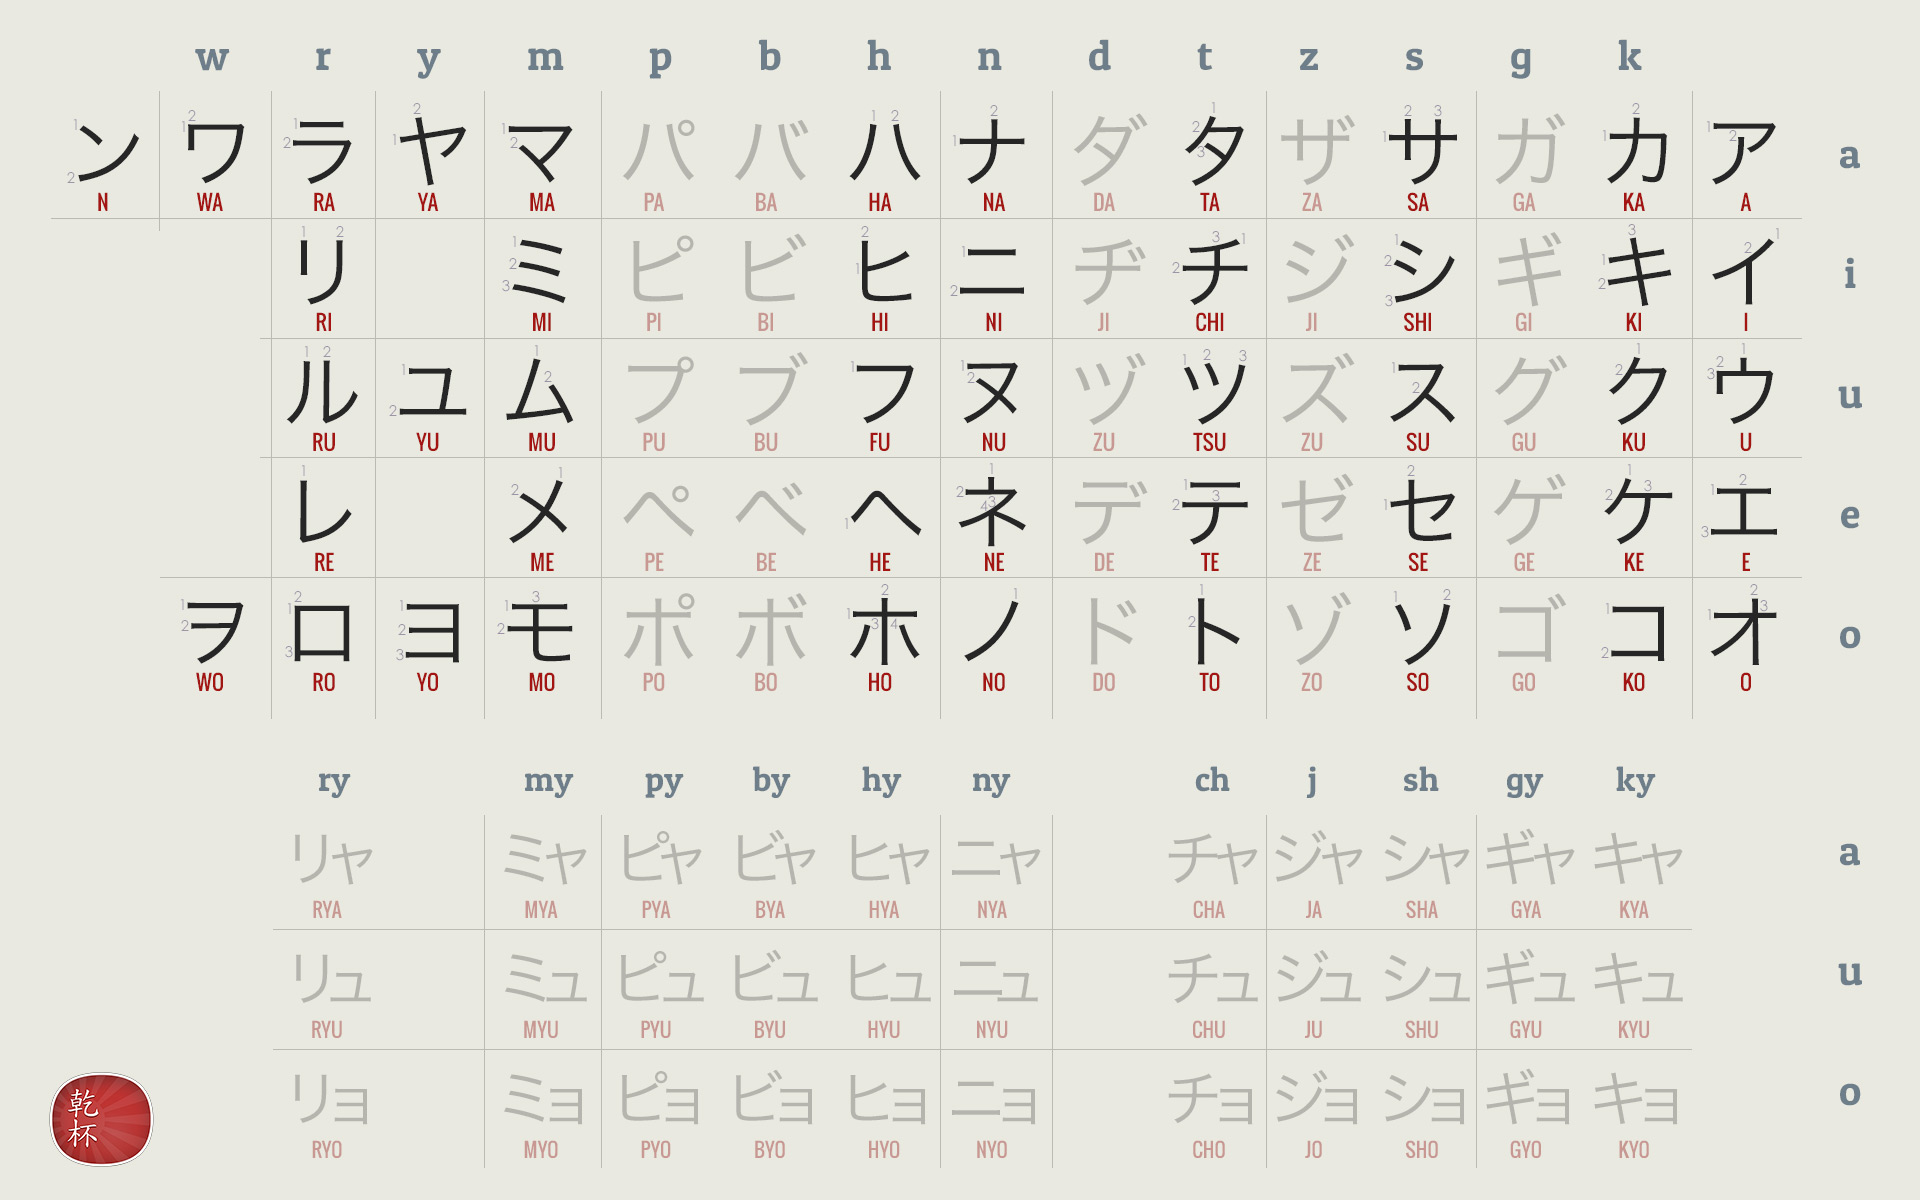 w r y m p b h n d t z s g k
ン ワ ラ ヤ マ パ バ ハ ナ ダ タ ザ サ ガ カ ア a
N WA RA YA MA PA BA HA NA DA TA ZA SA GA KA A
リ ミ ピ ビ ヒ ニ ヂ チ ジ シ ギ キ イ i
RI MI PI BI HI NI JI CHI JI SHI GI KI I
ル ユ ム プ ブ フ ヌ ヅ ツ ズ ス グ ク ウ u
RU YU MU PU BU FU NU ZU TSU ZU SU GU KU U
レ メ ペ ベ ヘ ネ デ テ ゼ セ ゲ ケ エ e
RE ME PE BE HE NE DE TE ZE SE GE KE E
ヲ ロ ヨ モ ポ ボ ホ ノ ド ト ゾ ソ ゴ コ オ o
WO RO YO MO PO BO HO NO DO TO ZO SO GO KO O
ry my py by hy ny ch j sh gy ky
リャ ミャ ピャ ビャ ヒャ ニャ チャ ジャ シャ ギャ キャ a
RYA MYA PYA BYA HYA NYA CHA JA SHA GYA KYA
リュ ミュ ピュ ビュ ヒュ ニュ チュ ジュ シュ ギュ キュ u
RYU MYU PYU BYU HYU NYU CHU JU SHU GYU KYU
リョ ミョ ピョ ビョ ヒョ ニョ チョ ジョ ショ ギョ キョ o
RYO MYO PYO BYO HYO NYO CHO JO SHO GYO KYO
乾
杯